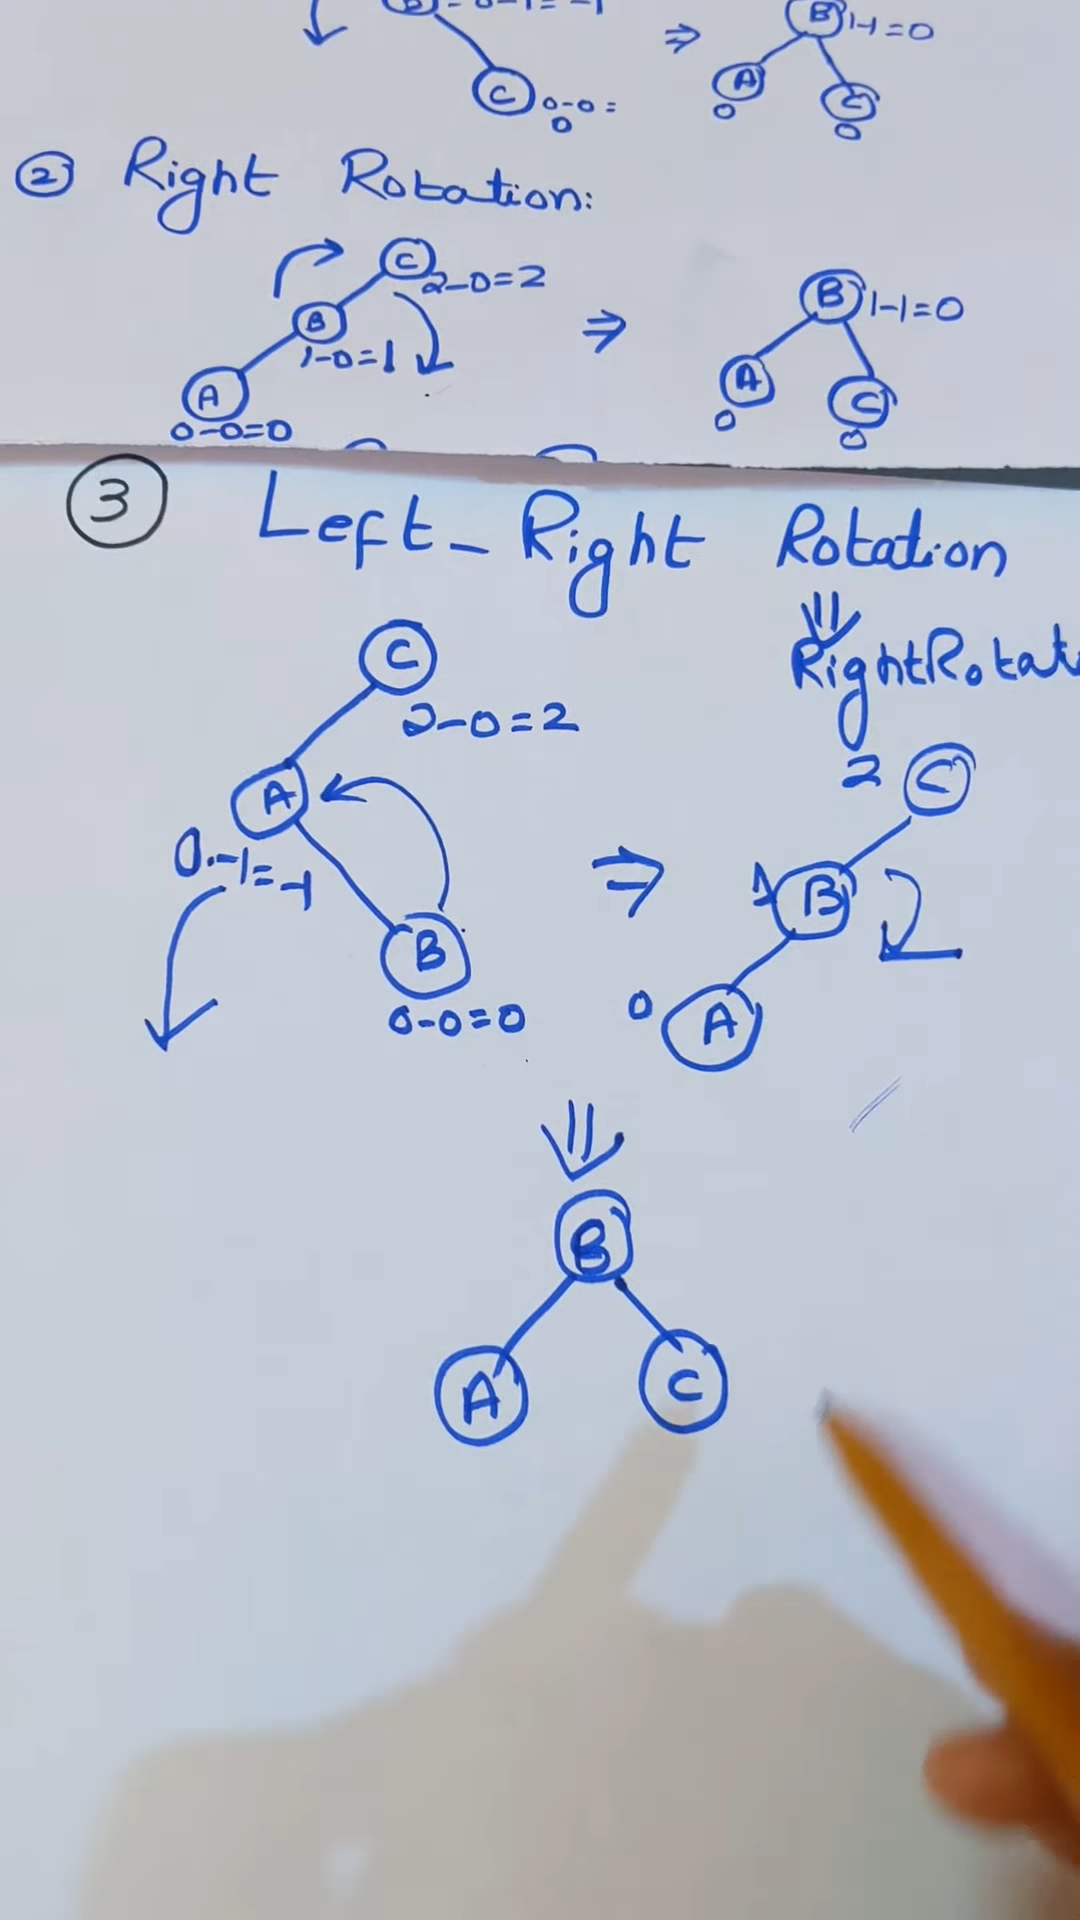 B 1-1=0
C 0-0=
0
A
0
C
0
② Right Rotation:
C 2-0=2
B 1-0=1
A
0-0=0
⇒
B 1-1=0
A
0
C
0
③ Left-Right Rotation
RightRotat
C
2-0=2
A
0-1=-1
B
0-0=0
⇒
2 C
1 B
0 A
B
A C